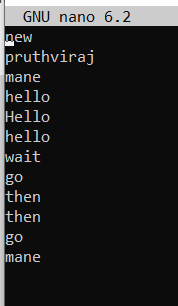 GNU nano 6.2
new
pruthviraj
mane
hello
Hello
hello
wait
go
then
then
go
mane